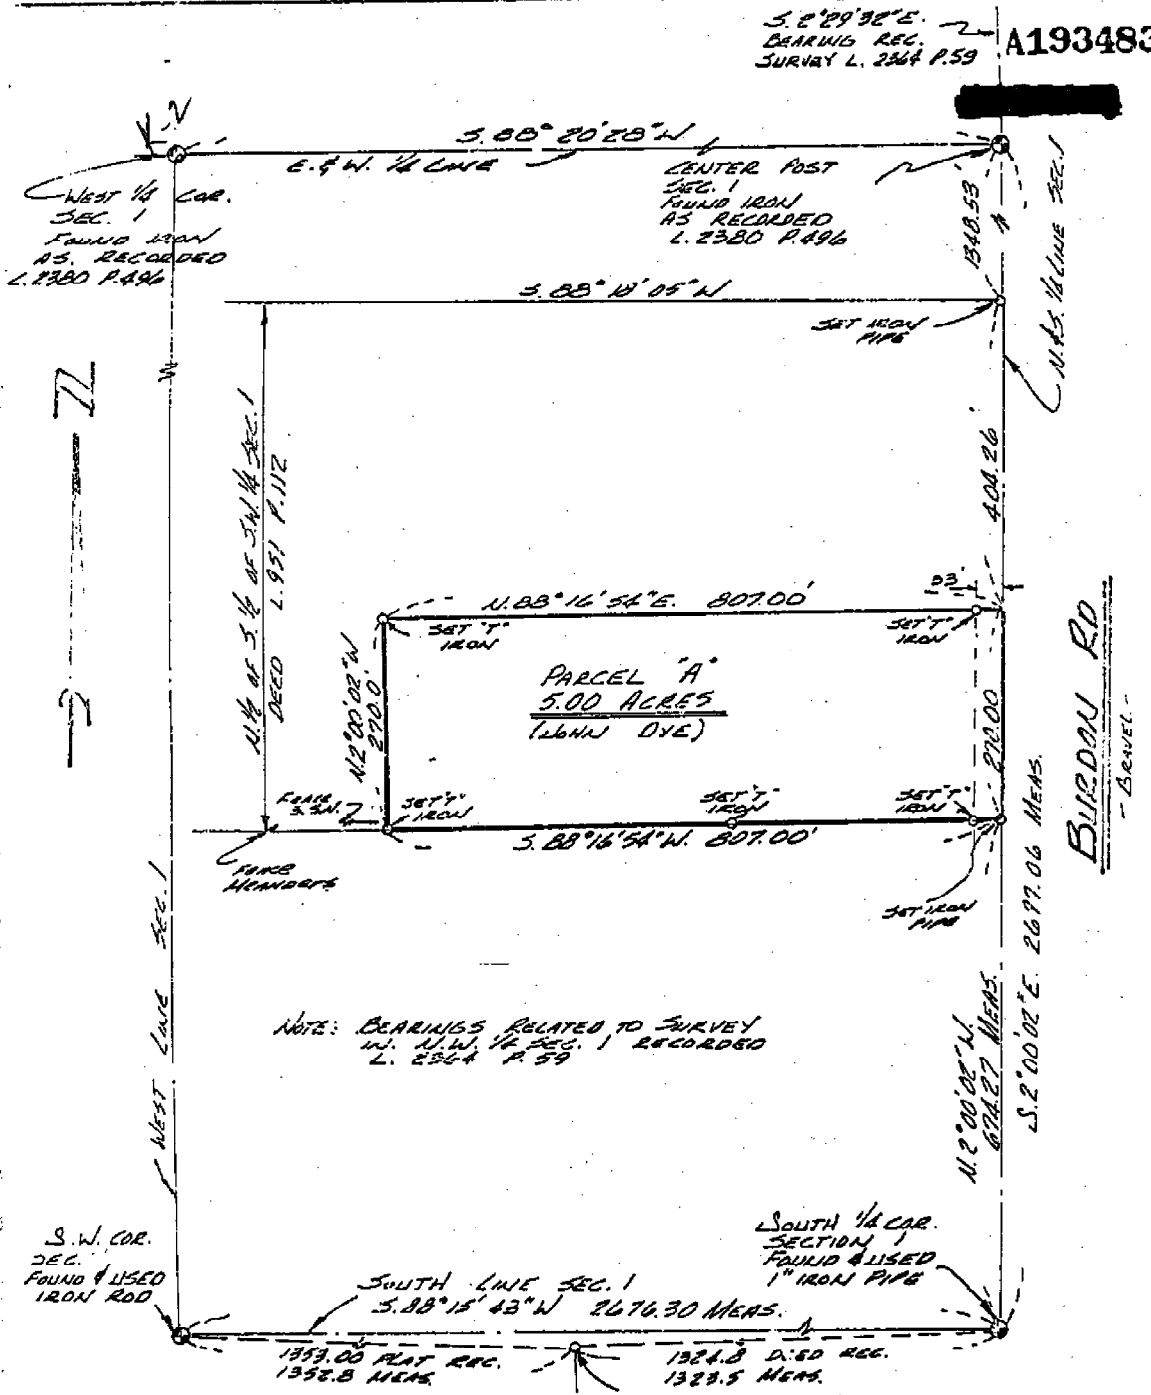 S. 2°29'32" E.
BEARING REC.
SURVEY L. 2364 P.59
A193483
S. 88° 20' 28" W
E. & W. 1/4 LINE
WEST 1/4 COR.
SEC. 1
FOUND IRON
AS. RECORDED
L. 2380 P. 496
CENTER POST
SEC. 1
FOUND IRON
AS RECORDED
L. 2380 P. 496
1348.53'
N. & S. 1/4 LINE SEC. 1
S. 88° 18' 05" W
SET IRON
PIPE
N. 1/2 OF S. 1/2 OF S.W. 1/4 SEC. 1
DEED L. 951 P. 112
404.26'
33'
N. 88° 16' 54" E. 807.00'
SET "T"
IRON
SET "T"
IRON
N. 2° 00' 02" W
270.0'
PARCEL "A"
5.00 ACRES
(JOHN DYE)
270.00
BURDON RD
- GRAVEL -
SET "T"
IRON
SET "T"
IRON
SET "T"
IRON
S. 88° 16' 54" W. 807.00'
FENCE
MEANDERS
SET IRON
PIPE
WEST LINE SEC. 1
NOTE: BEARINGS RELATED TO SURVEY
IN. N.W. 1/4 SEC. 1 RECORDED
L. 2364 P. 59
N. 2° 00' 02" W.
674.27 MEAS.
S. 2° 00' 02" E. 2697.06 MEAS.
S.W. COR.
SEC.
FOUND & USED
IRON ROD
SOUTH 1/4 COR.
SECTION 1
FOUND & USED
1" IRON PIPE
SOUTH LINE SEC. 1
S. 88° 15' 43" W 2676.30 MEAS.
1353.00 PLAT REC.
1352.8 MEAS.
1324.8 DEED REC.
1323.5 MEAS.